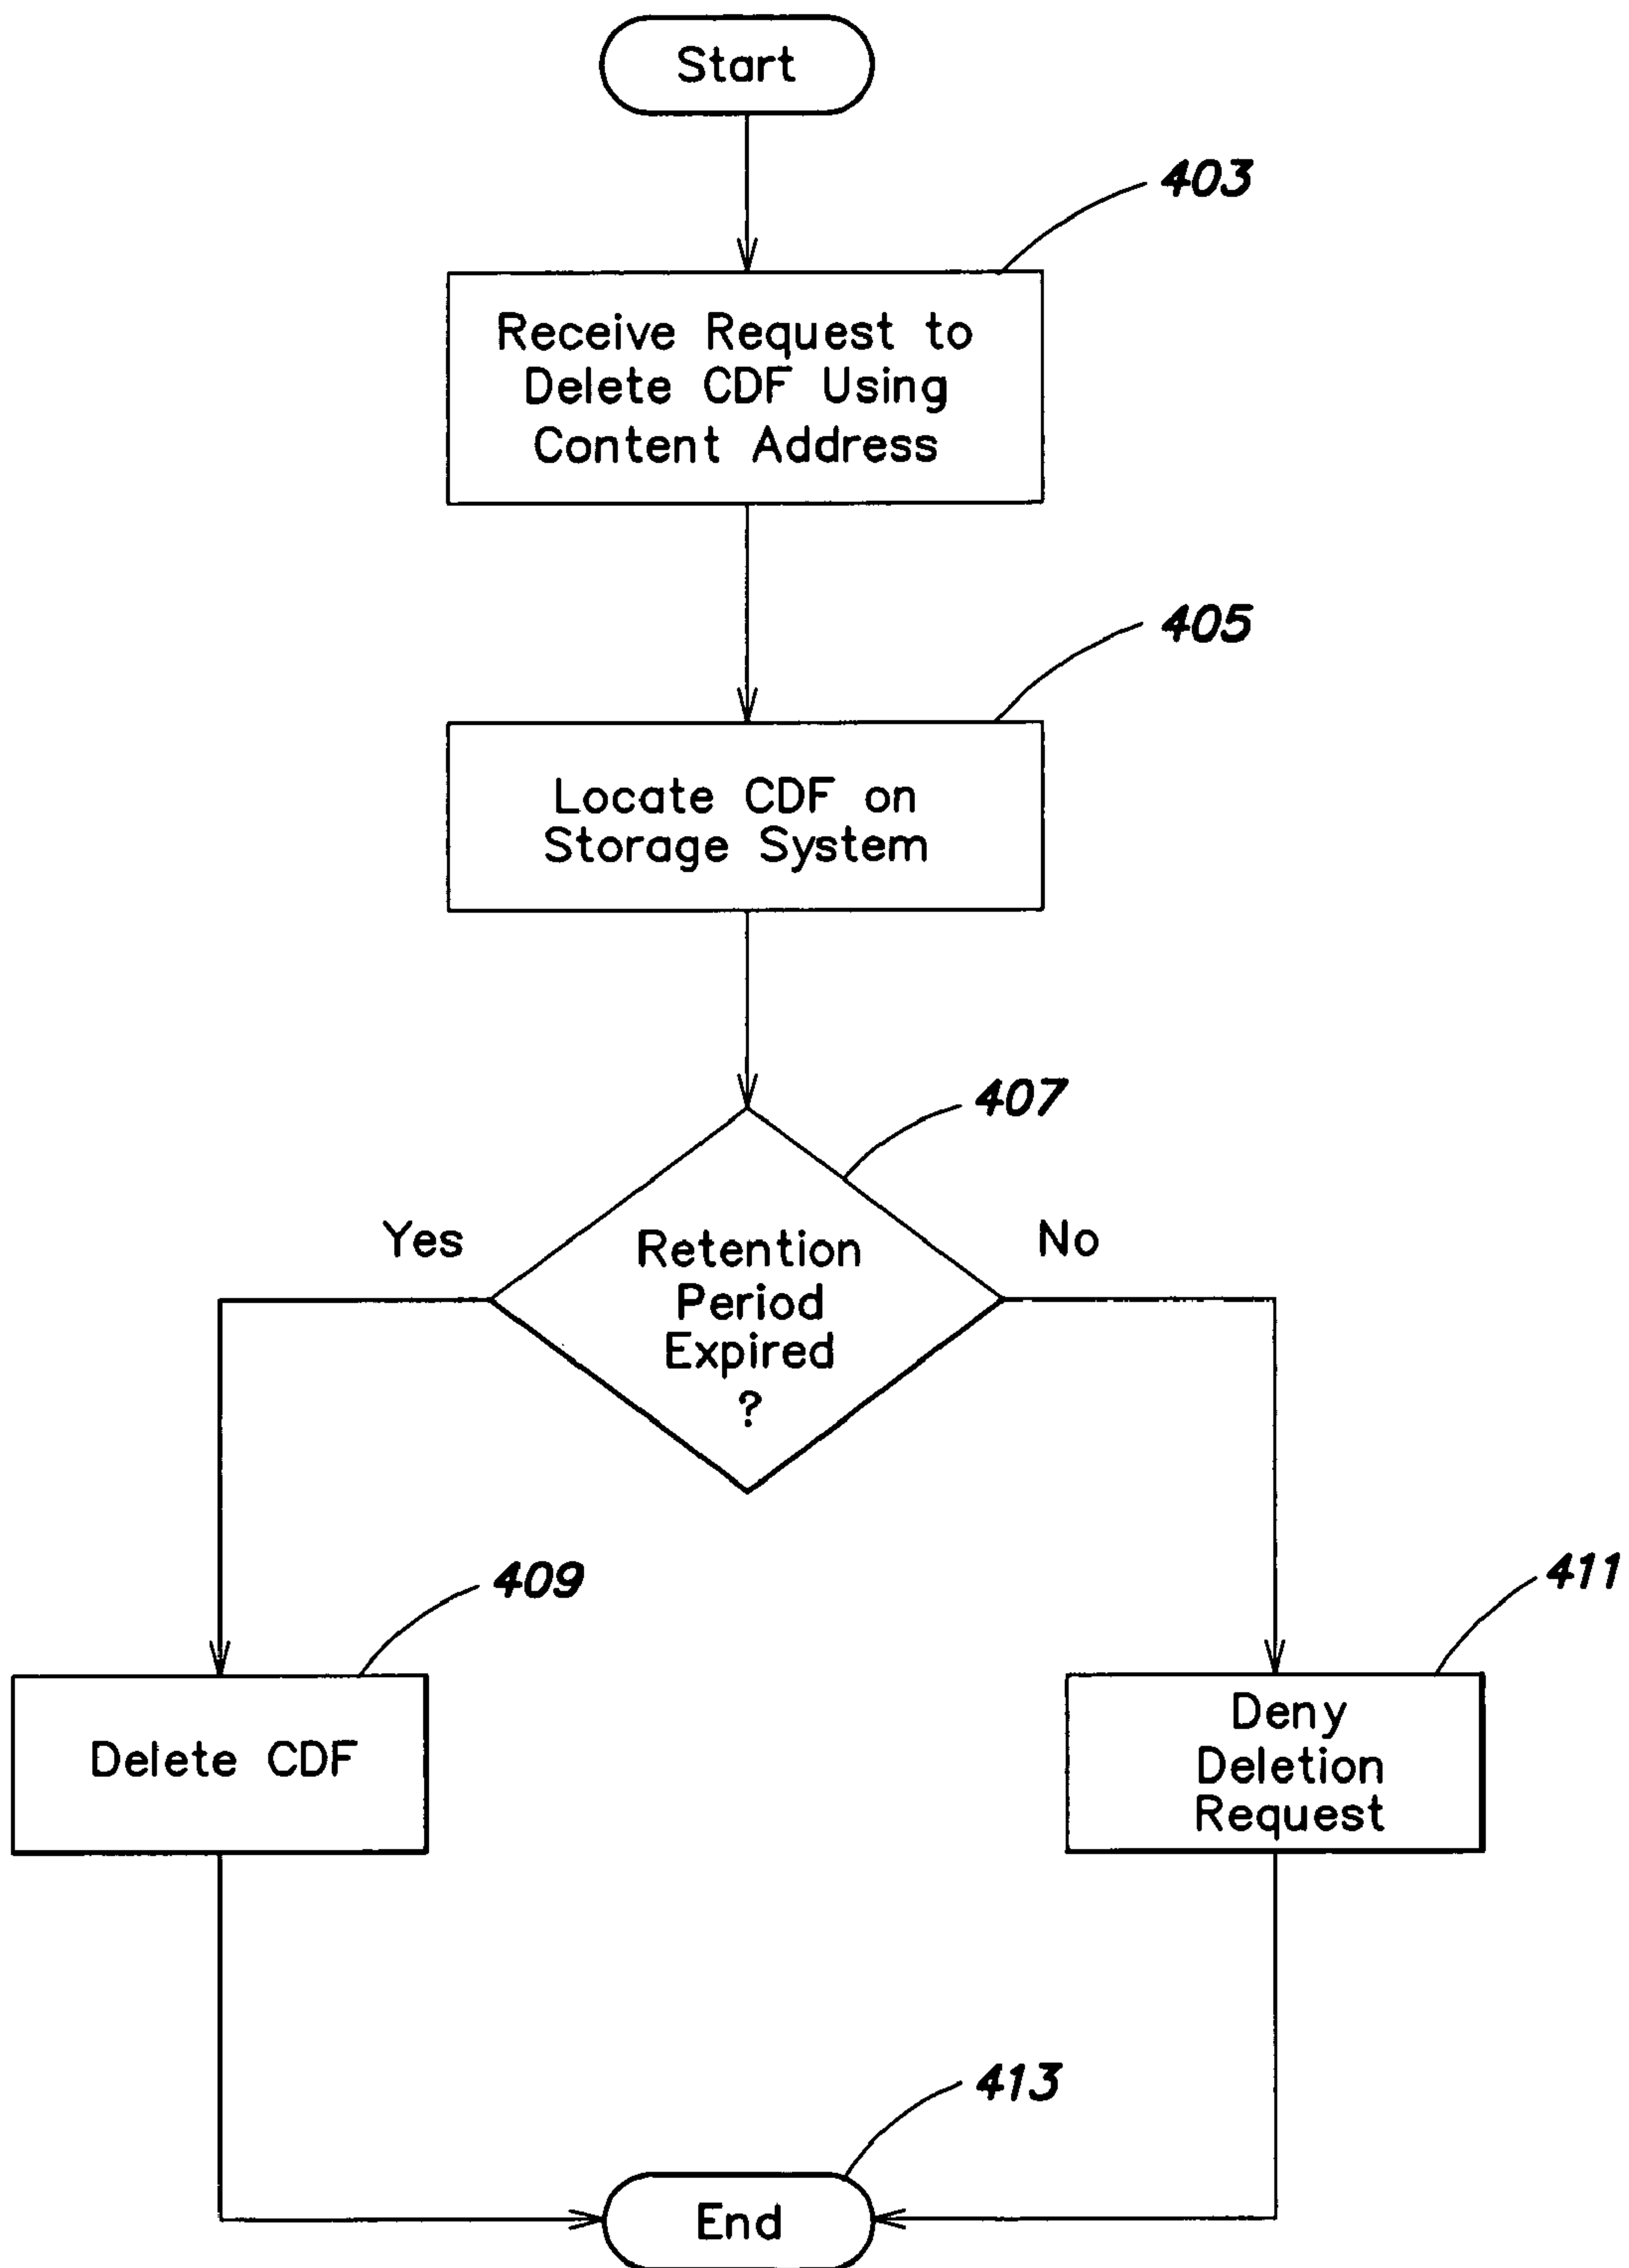 Start
403
Receive Request to
Delete CDF Using
Content Address
405
Locate CDF on
Storage System
407
Yes
No
Retention
Period
Expired
?
409
411
Delete CDF
Deny
Deletion
Request
413
End